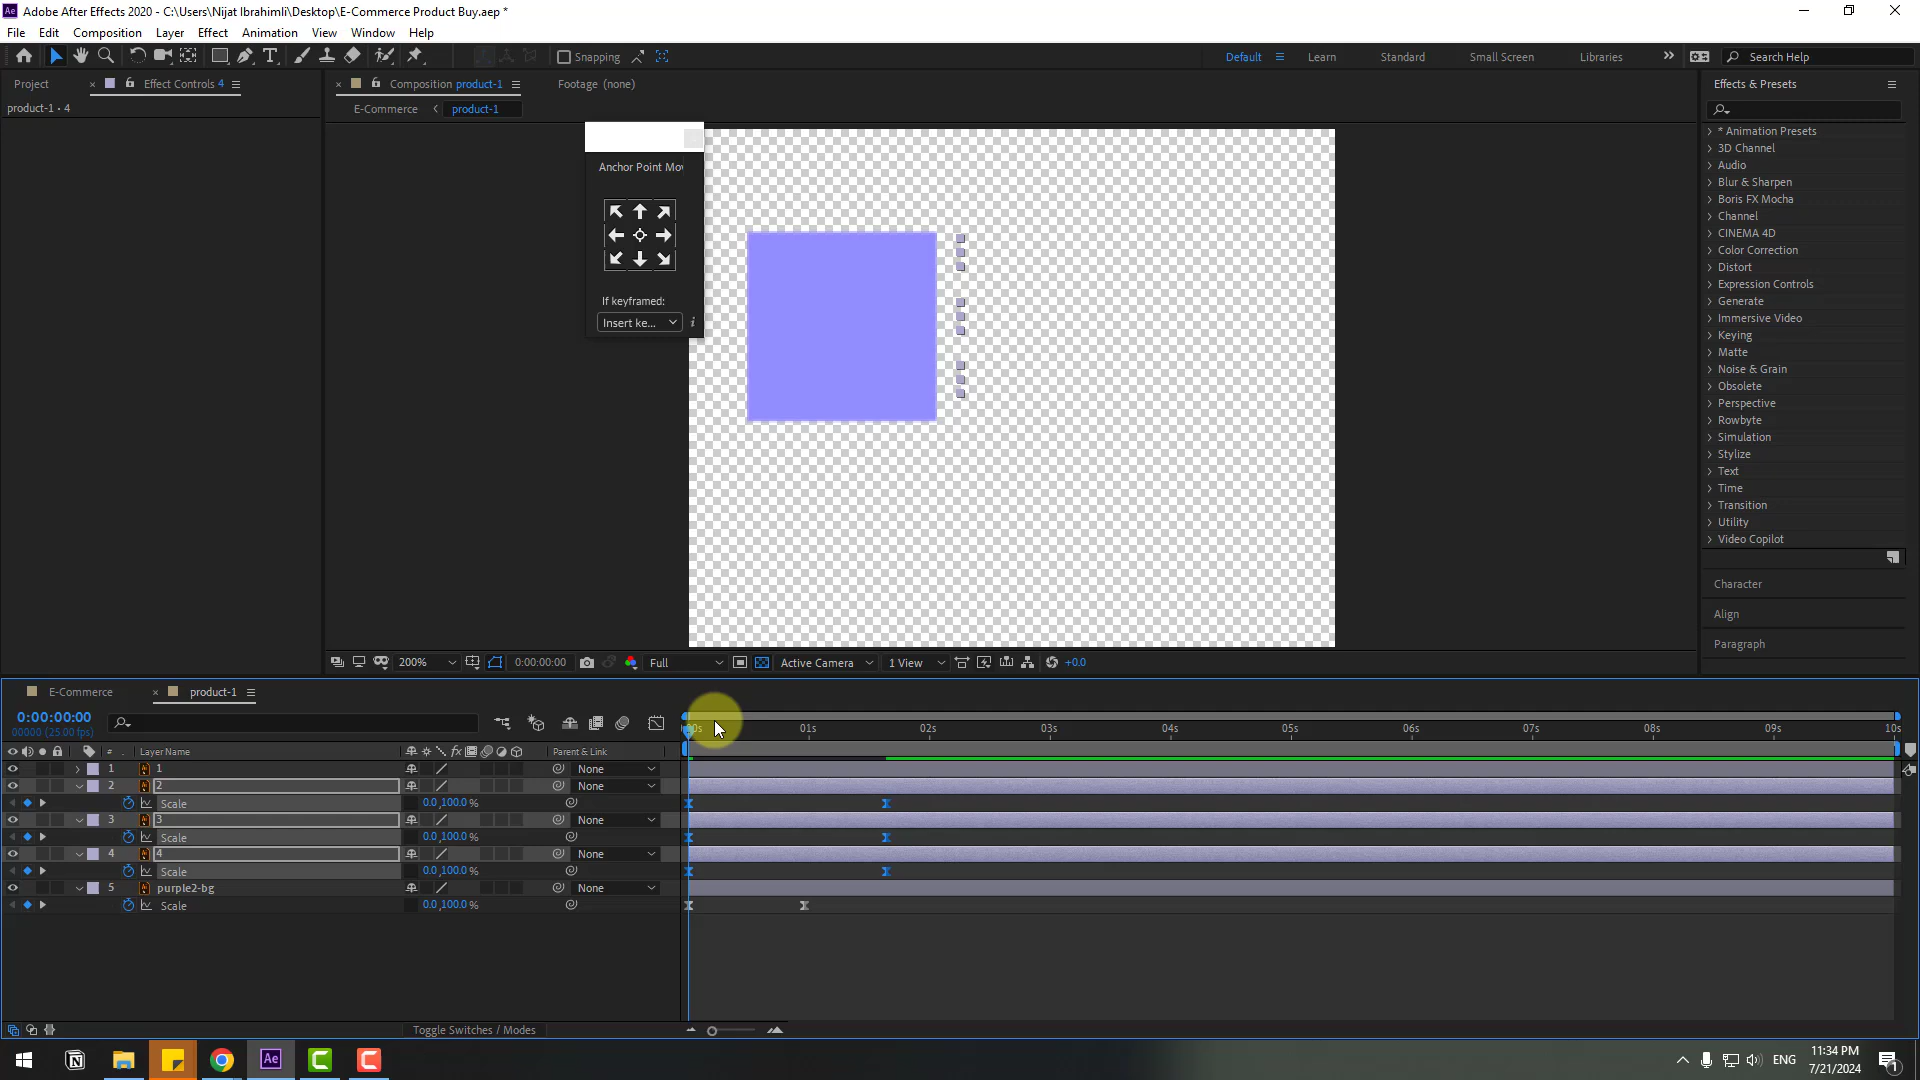 Adobe After Effects 2020 - C:\Users\Nijat Ibrahimli\Desktop\E-Commerce Product Buy.aep *
File Edit Composition Layer Effect Animation View Window Help
Snapping
Default Learn Standard Small Screen Libraries Search Help
Project Effect Controls 4 Composition product-1 Footage (none) Effects & Presets
product-1 • 4
E-Commerce product-1
Anchor Point Mov
If keyframed:
Insert ke...
* Animation Presets
3D Channel
Audio
Blur & Sharpen
Boris FX Mocha
Channel
CINEMA 4D
Color Correction
Distort
Expression Controls
Generate
Immersive Video
Keying
Matte
Noise & Grain
Obsolete
Perspective
Rowbyte
Simulation
Stylize
Text
Time
Transition
Utility
Video Copilot
Character
Align
Paragraph
200% 0:00:00:00 Full Active Camera 1 View +0.0
E-Commerce product-1
0:00:00:00
00000 (25.00 fps)
00s 01s 02s 03s 04s 05s 06s 07s 08s 09s 10s
# Layer Name fx Parent & Link
1 1 None
2 2 None
Scale 0.0,100.0 %
3 3 None
Scale 0.0,100.0 %
4 4 None
Scale 0.0,100.0 %
5 purple2-bg None
Scale 0.0,100.0 %
Toggle Switches / Modes
ENG 11:34 PM
7/21/2024